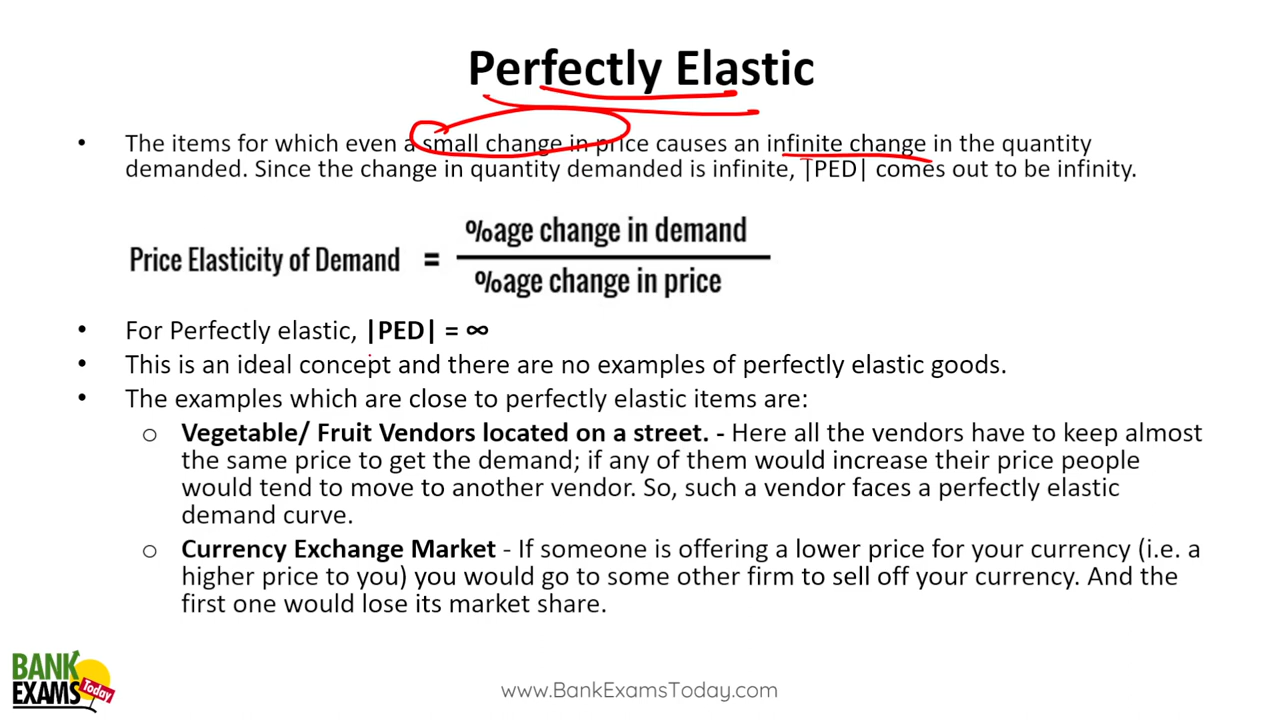 Perfectly Elastic
• The items for which even a small change in price causes an infinite change in the quantity
demanded. Since the change in quantity demanded is infinite, |PED| comes out to be infinity.
Price Elasticity of Demand = %age change in demand
%age change in price
• For Perfectly elastic, |PED| = ∞
• This is an ideal concept and there are no examples of perfectly elastic goods.
• The examples which are close to perfectly elastic items are:
o Vegetable/ Fruit Vendors located on a street. - Here all the vendors have to keep almost
the same price to get the demand; if any of them would increase their price people
would tend to move to another vendor. So, such a vendor faces a perfectly elastic
demand curve.
o Currency Exchange Market - If someone is offering a lower price for your currency (i.e. a
higher price to you) you would go to some other firm to sell off your currency. And the
first one would lose its market share.
BANK
EXAMS
Today
www.BankExamsToday.com